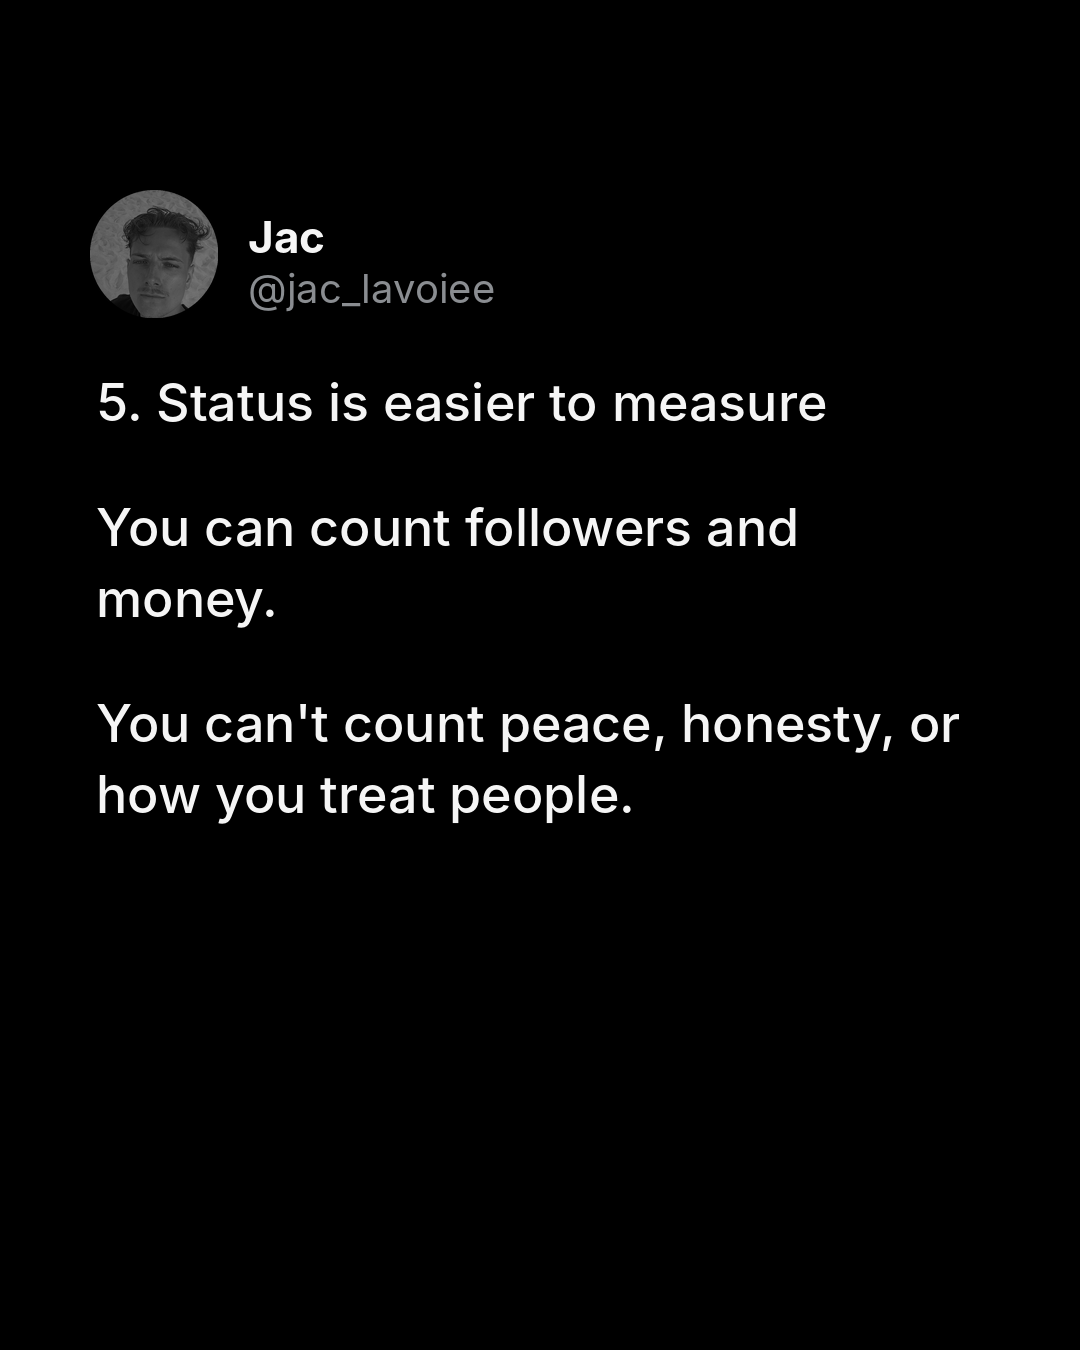 Jac
@jac_lavoiee
5. Status is easier to measure
You can count followers and
money.
You can't count peace, honesty, or
how you treat people.